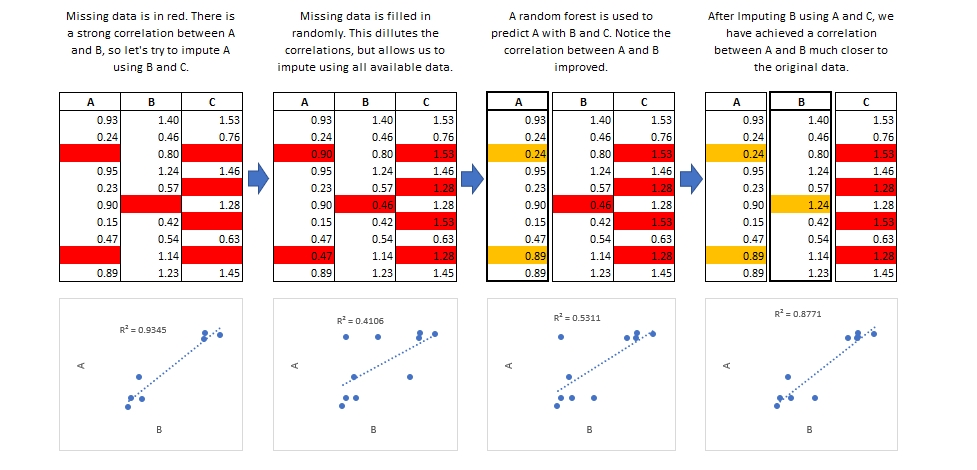 Missing data is in red. There is
a strong correlation between A
and B, so let's try to impute A
using B and C.
Missing data is filled in
randomly. This dillutes the
correlations, but allows us to
impute using all available data.
A random forest is used to
predict A with B and C. Notice the
correlation between A and B
improved.
After Imputing B using A and C, we
have achieved a correlation
between A and B much closer to
the original data.
A B C
0.93 1.40 1.53
0.24 0.46 0.76
0.80
0.95 1.24 1.46
0.23 0.57
0.90 1.28
0.15 0.42
0.47 0.54 0.63
1.14
0.89 1.23 1.45
A B C
0.93 1.40 1.53
0.24 0.46 0.76
0.90 0.80 1.53
0.95 1.24 1.46
0.23 0.57 1.28
0.90 0.46 1.28
0.15 0.42 1.53
0.47 0.54 0.63
0.47 1.14 1.28
0.89 1.23 1.45
A B C
0.93 1.40 1.53
0.24 0.46 0.76
0.24 0.80 1.53
0.95 1.24 1.46
0.23 0.57 1.28
0.90 0.46 1.28
0.15 0.42 1.53
0.47 0.54 0.63
0.89 1.14 1.28
0.89 1.23 1.45
A B C
0.93 1.40 1.53
0.24 0.46 0.76
0.24 0.80 1.53
0.95 1.24 1.46
0.23 0.57 1.28
0.90 1.24 1.28
0.15 0.42 1.53
0.47 0.54 0.63
0.89 1.14 1.28
0.89 1.23 1.45
R² = 0.9345
A
B
R² = 0.4106
A
B
R² = 0.5311
A
B
R² = 0.8771
A
B